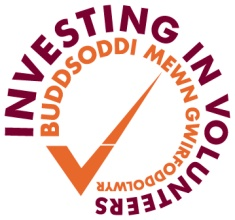 INVESTING IN VOLUNTEERS
BUDDSODDI MEWN GWIRFODDOLWYR